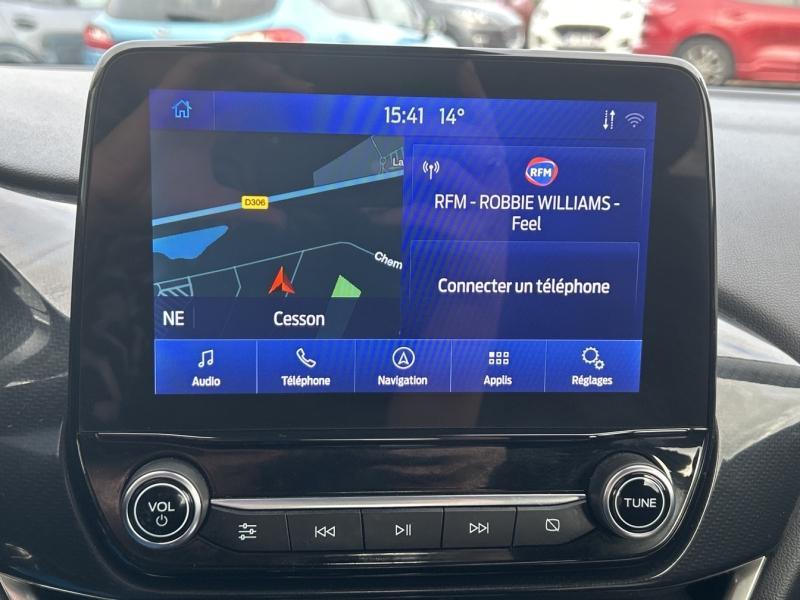 15:41 14°
La
D306
Chem
NE
Cesson
RFM
RFM - ROBBIE WILLIAMS -
Feel
Connecter un téléphone
Audio
Téléphone
Navigation
Applis
Réglages
VOL
TUNE